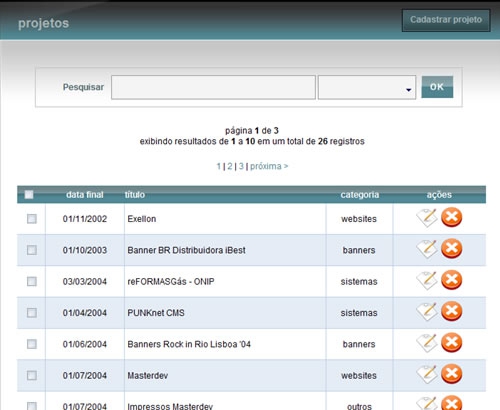 projetos
Cadastrar projeto
Pesquisar
OK
página 1 de 3
exibindo resultados de 1 a 10 em um total de 26 registros
1 | 2 | 3 | próxima >
data final título categoria ações
01/11/2002 Exellon websites
01/10/2003 Banner BR Distribuidora iBest banners
03/03/2004 reFORMASGás - ONIP sistemas
01/04/2004 PUNKnet CMS sistemas
01/06/2004 Banners Rock in Rio Lisboa '04 banners
01/07/2004 Masterdev websites
01/07/2004 Impressos Masterdev outros